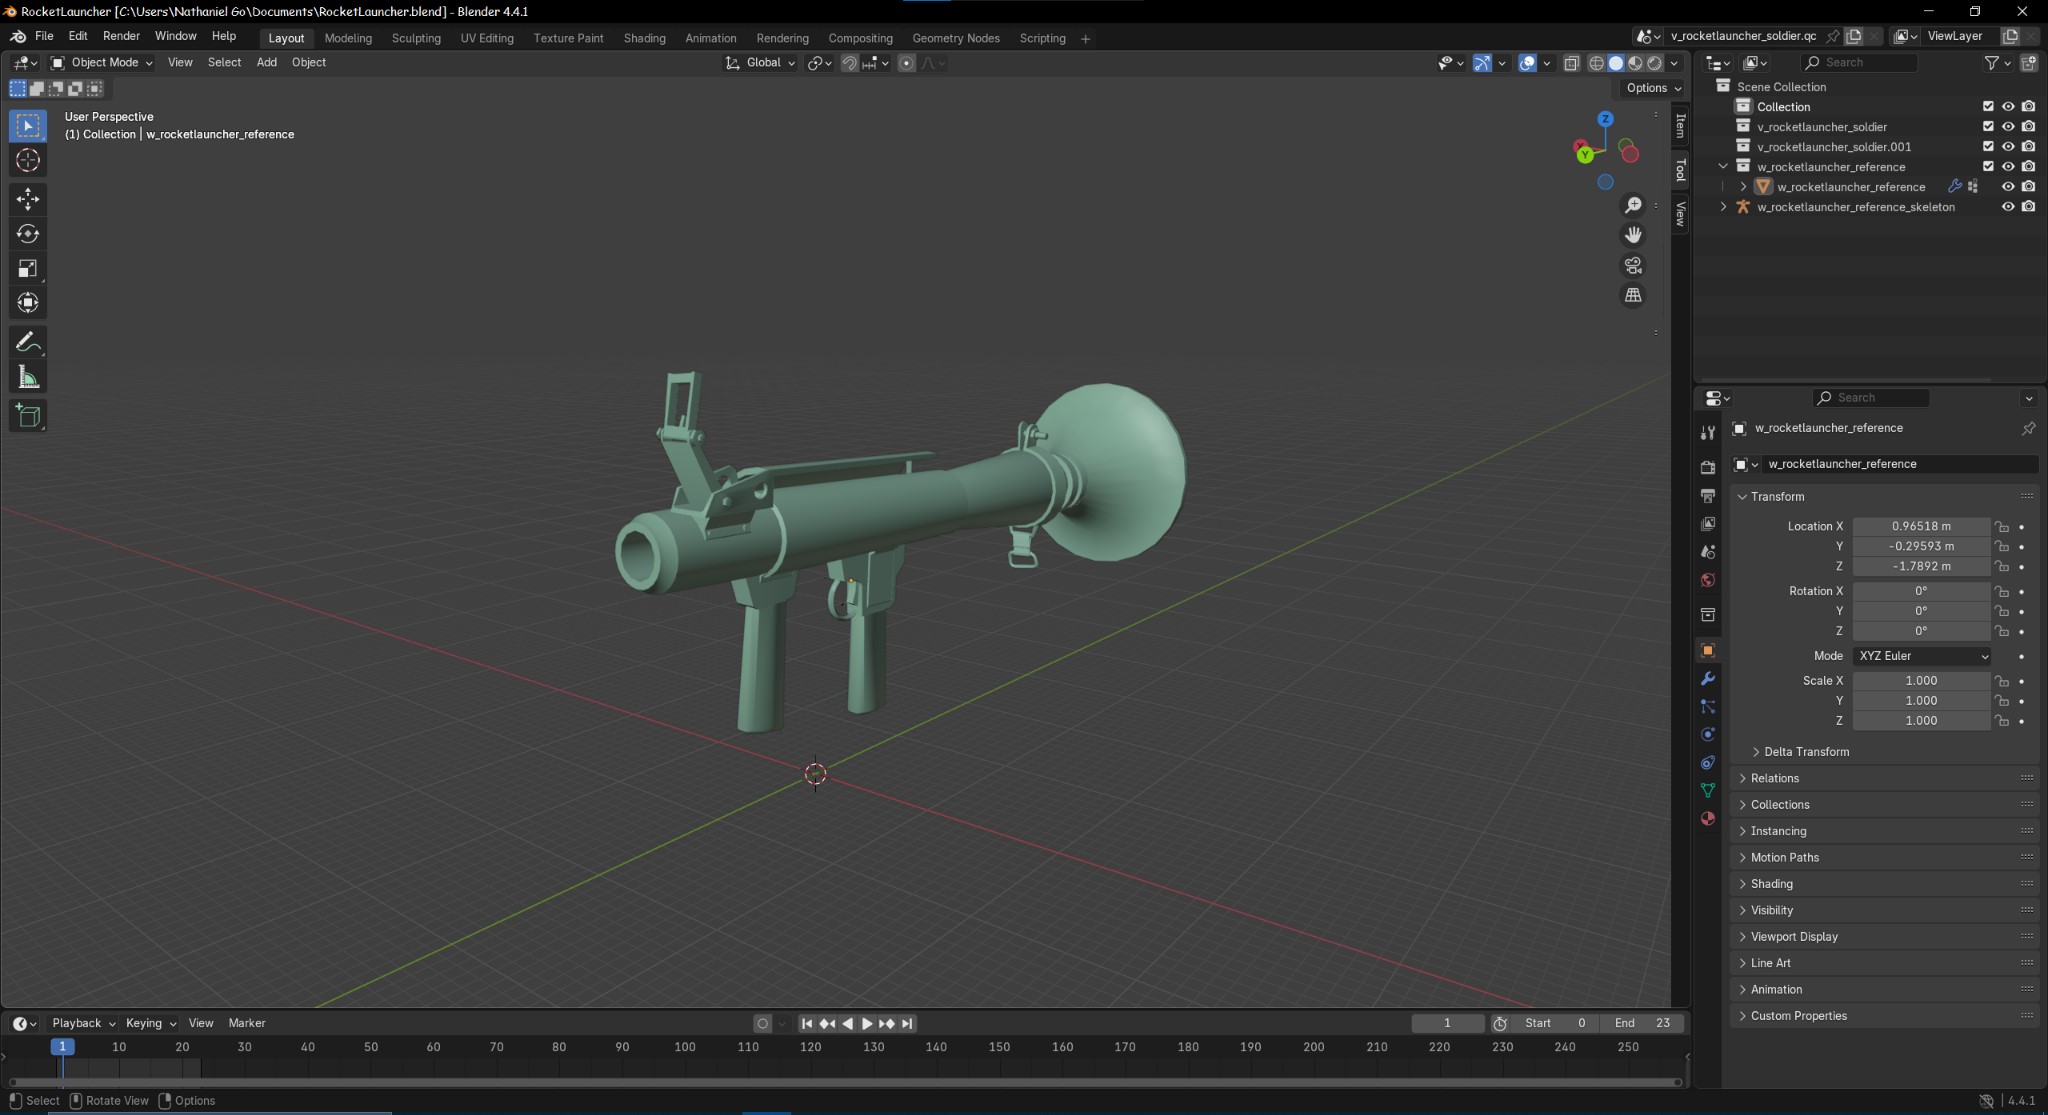 RocketLauncher [C:\Users\Nathaniel Go\Documents\RocketLauncher.blend] - Blender 4.4.1
File Edit Render Window Help Layout Modeling Sculpting UV Editing Texture Paint Shading Animation Rendering Compositing Geometry Nodes Scripting + v_rocketlauncher_soldier.qc ViewLayer
Object Mode View Select Add Object Global
Options
User Perspective
(1) Collection | w_rocketlauncher_reference
Z
X
Y
Item
Tool
View
Search
Scene Collection
Collection
v_rocketlauncher_soldier
v_rocketlauncher_soldier.001
w_rocketlauncher_reference
w_rocketlauncher_reference
w_rocketlauncher_reference_skeleton
Search
w_rocketlauncher_reference
w_rocketlauncher_reference
Transform
Location X 0.96518 m
Y -0.29593 m
Z -1.7892 m
Rotation X 0°
Y 0°
Z 0°
Mode XYZ Euler
Scale X 1.000
Y 1.000
Z 1.000
Delta Transform
Relations
Collections
Instancing
Motion Paths
Shading
Visibility
Viewport Display
Line Art
Animation
Custom Properties
Playback Keying View Marker 1 Start 0 End 23
1 10 20 30 40 50 60 70 80 90 100 110 120 130 140 150 160 170 180 190 200 210 220 230 240 250
Select Rotate View Options 4.4.1